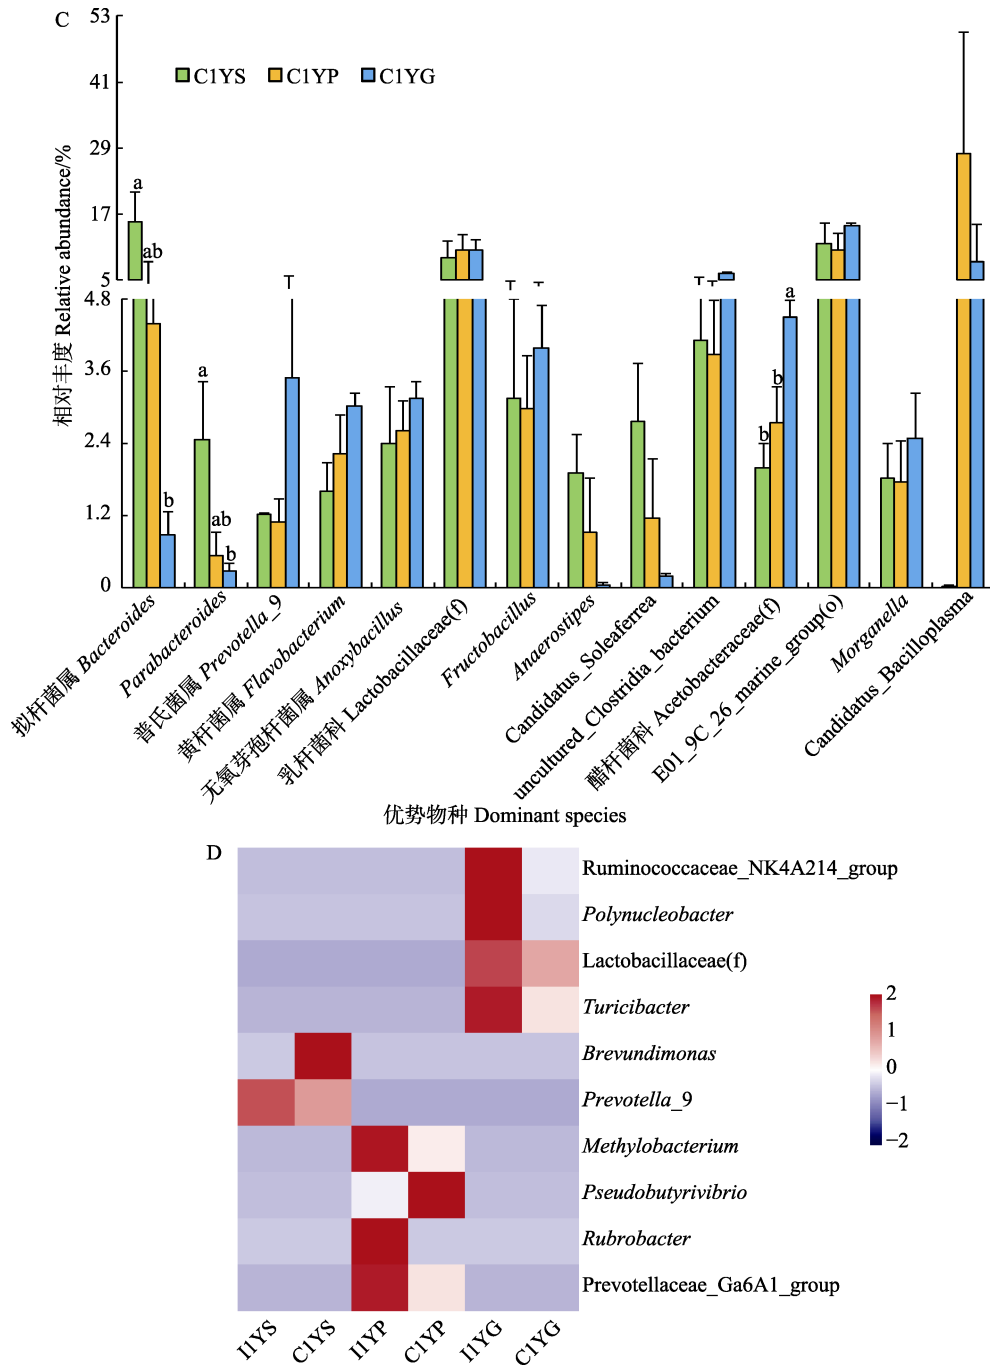 C
53
41
29
17
5
4.8
3.6
2.4
1.2
0
相对丰度 Relative abundance/%
C1YS C1YP C1YG
a
ab
b
a
ab
b
b
b
a
拟杆菌属 Bacteroides
Parabacteroides
普氏菌属 Prevotella_9
黄杆菌属 Flavobacterium
无氧芽孢杆菌属 Anoxybacillus
乳杆菌科 Lactobacillaceae(f)
Fructobacillus
Anaerostipes
Candidatus_Soleaferrea
uncultured_Clostridia_bacterium
醋杆菌科 Acetobacteraceae(f)
E01_9C_26_marine_group(o)
Morganella
Candidatus_Bacilloplasma
优势物种 Dominant species
D
Ruminococcaceae_NK4A214_group
Polynucleobacter
Lactobacillaceae(f)
Turicibacter
Brevundimonas
Prevotella_9
Methylobacterium
Pseudobutyrivibrio
Rubrobacter
Prevotellaceae_Ga6A1_group
2
1
0
−1
−2
I1YS C1YS I1YP C1YP I1YG C1YG